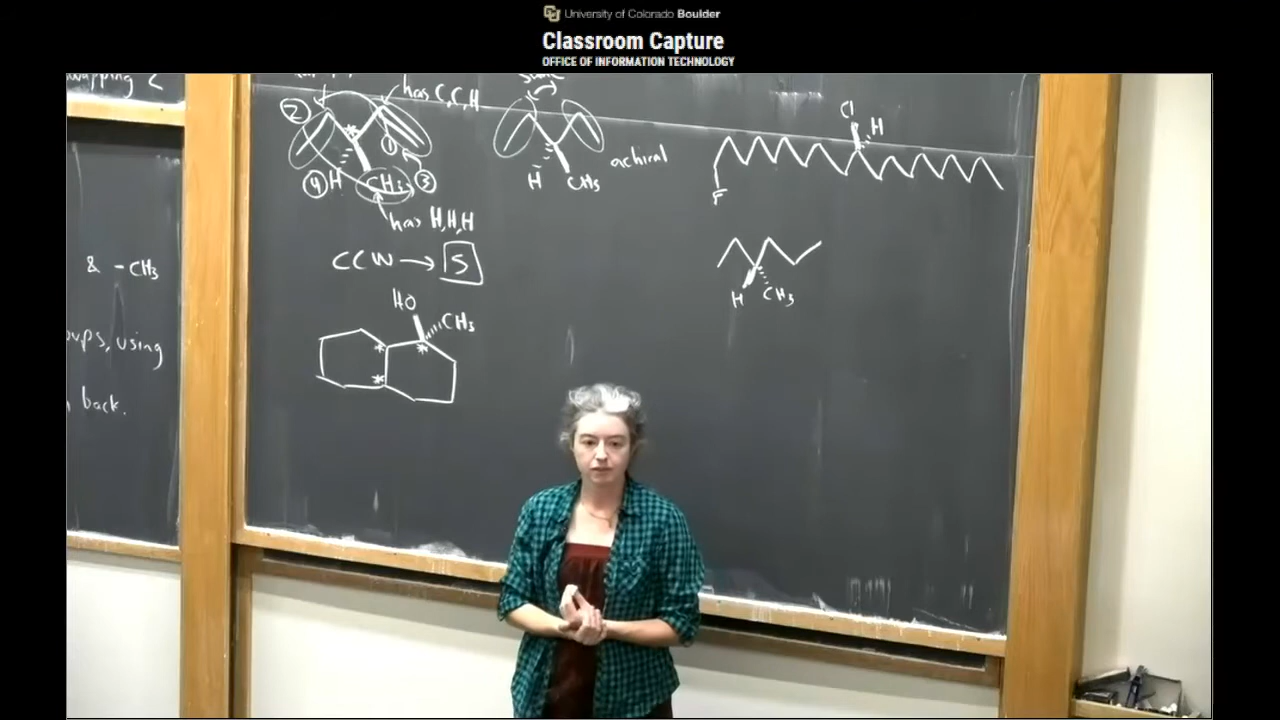 University of Colorado Boulder
Classroom Capture
OFFICE OF INFORMATION TECHNOLOGY
& -CH3
using
back.
has C,C,H
2
*
1
4 H CH3 3
has H,H,H
CCW → S
same
H CH3 achiral
HO
CH3
*
*
*
Cl
H
F
H CH3